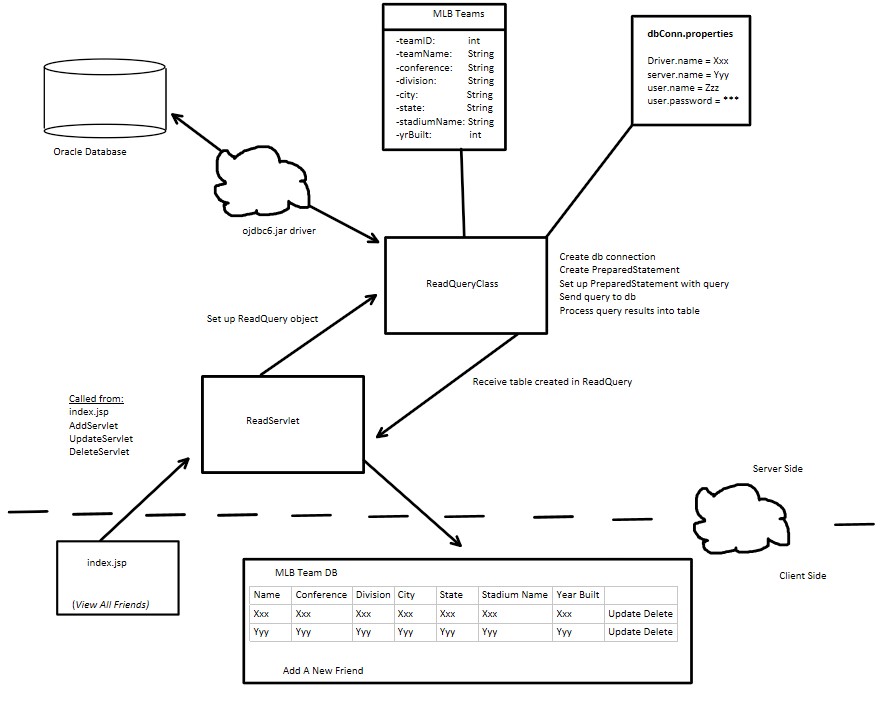 MLB Teams
-teamID: int
-teamName: String
-conference: String
-division: String
-city: String
-state: String
-stadiumName: String
-yrBuilt: int
dbConn.properties
Driver.name = Xxx
server.name = Yyy
user.name = Zzz
user.password = ***
Oracle Database
ojdbc6.jar driver
ReadQueryClass
Create db connection
Create PreparedStatement
Set up PreparedStatement with query
Send query to db
Process query results into table
Set up ReadQuery object
Receive table created in ReadQuery
Called from:
index.jsp
AddServlet
UpdateServlet
DeleteServlet
ReadServlet
Server Side
Client Side
index.jsp
(View All Friends)
MLB Team DB
Name Conference Division City State Stadium Name Year Built
Xxx Xxx Xxx Xxx Xxx Xxx Xxx Update Delete
Yyy Yyy Yyy Yyy Yyy Yyy Yyy Update Delete
Add A New Friend